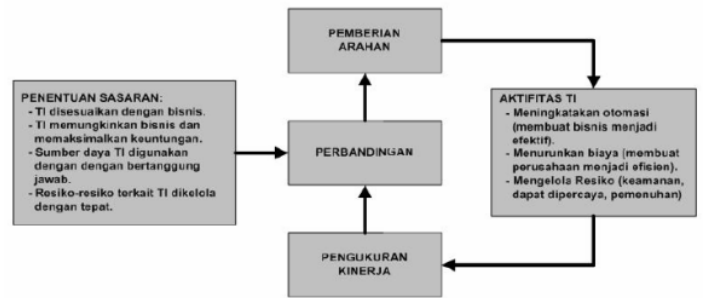 PEMBERIAN
ARAHAN
PENENTUAN SASARAN:
- TI disesuaikan dengan bisnis.
- TI memungkinkan bisnis dan
memaksimalkan keuntungan.
- Sumber daya TI digunakan
dengan dengan bertanggung
jawab.
- Resiko-resiko terkait TI dikelola
dengan tepat.
PERBANDINGAN
AKTIFITAS TI
- Meningkatakan otomasi
(membuat bisnis menjadi
efektif).
- Menurunkan biaya (membuat
perusahaan menjadi efisien).
- Mengelola Resiko (keamanan,
dapat dipercaya, pemenuhan)
PENGUKURAN
KINERJA